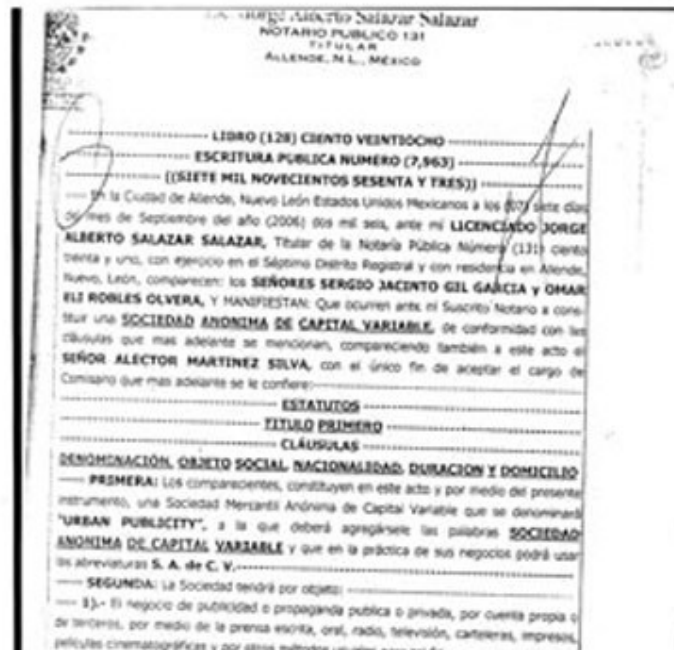 Jorge Alberto Salazar Salazar
NOTARIO PUBLICO 131
TITULAR
ALLENDE, N.L., MEXICO
LIBRO (128) CIENTO VEINTIOCHO
ESCRITURA PUBLICA NUMERO (7,963)
((SIETE MIL NOVECIENTOS SESENTA Y TRES))
---- En la Ciudad de Allende, Nuevo León Estados Unidos Mexicanos a los (07) siete días
de mes de Septiembre del año (2006) dos mil seis, ante mi LICENCIADO JORGE
ALBERTO SALAZAR SALAZAR, Titular de la Notaría Pública Número (131) ciento
treinta y uno, con ejercicio en el Séptimo Distrito Registral y con residencia en Allende,
Nuevo, León, comparecen: los SEÑORES SERGIO JACINTO GIL GARCIA y OMAR
ELI ROBLES OLVERA, Y MANIFIESTAN: Que ocurren ante mi Suscrito Notario a cons-
tituir una SOCIEDAD ANONIMA DE CAPITAL VARIABLE, de conformidad con las
cláusulas que mas adelante se mencionan, compareciendo también a este acto el
SEÑOR ALECTOR MARTINEZ SILVA, con el único fin de aceptar el cargo de
Comisario que mas adelante se le confiere:
ESTATUTOS
TITULO PRIMERO
CLÁUSULAS
DENOMINACIÓN, OBJETO SOCIAL, NACIONALIDAD, DURACION Y DOMICILIO
---- PRIMERA: Los comparecientes, constituyen en este acto y por medio del presente
instrumento, una Sociedad Mercantil Anónima de Capital Variable que se denominará
"URBAN PUBLICITY", a la que deberá agregársele las palabras SOCIEDAD
ANONIMA DE CAPITAL VARIABLE y que en la práctica de sus negocios podrá usar
las abreviaturas S. A. de C. V.
---- SEGUNDA: La Sociedad tendrá por objeto:
---- 1).- El negocio de publicidad o propaganda publica o privada, por cuenta propia o
de terceros, por medio de la prensa escrita, oral, radio, televisión, carteleras, impresos,
películas cinematográficas y por otros métodos usuales para